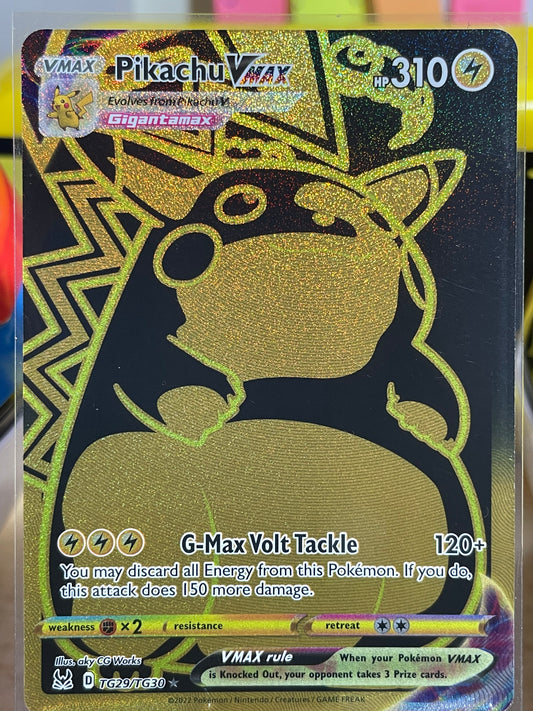 VMAX Pikachu VMAX HP 310
Evolves from Pikachu V
Gigantamax
G-Max Volt Tackle 120+
You may discard all Energy from this Pokémon. If you do,
this attack does 150 more damage.
weakness ×2 resistance retreat
Illus. aky CG Works
VMAX rule
When your Pokémon VMAX
is Knocked Out, your opponent takes 3 Prize cards.
D TG29/TG30 ★
©2022 Pokémon / Nintendo / Creatures / GAME FREAK